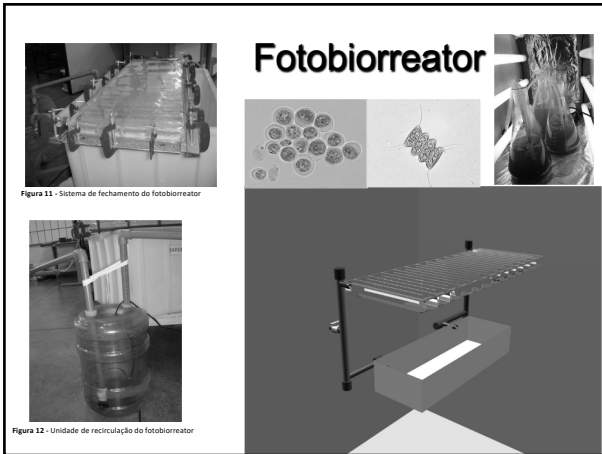 Fotobiorreator
Figura 11 - Sistema de fechamento do fotobiorreator
Figura 12 - Unidade de recirculação do fotobiorreator